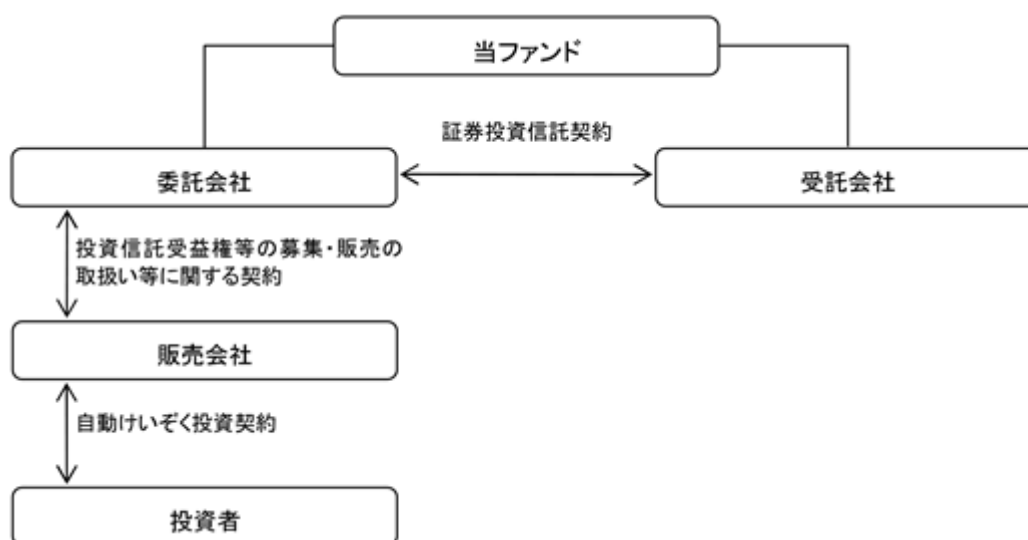 当ファンド
証券投資信託契約
委託会社
受託会社
投資信託受益権等の募集・販売の
取扱い等に関する契約
販売会社
自動けいぞく投資契約
投資者